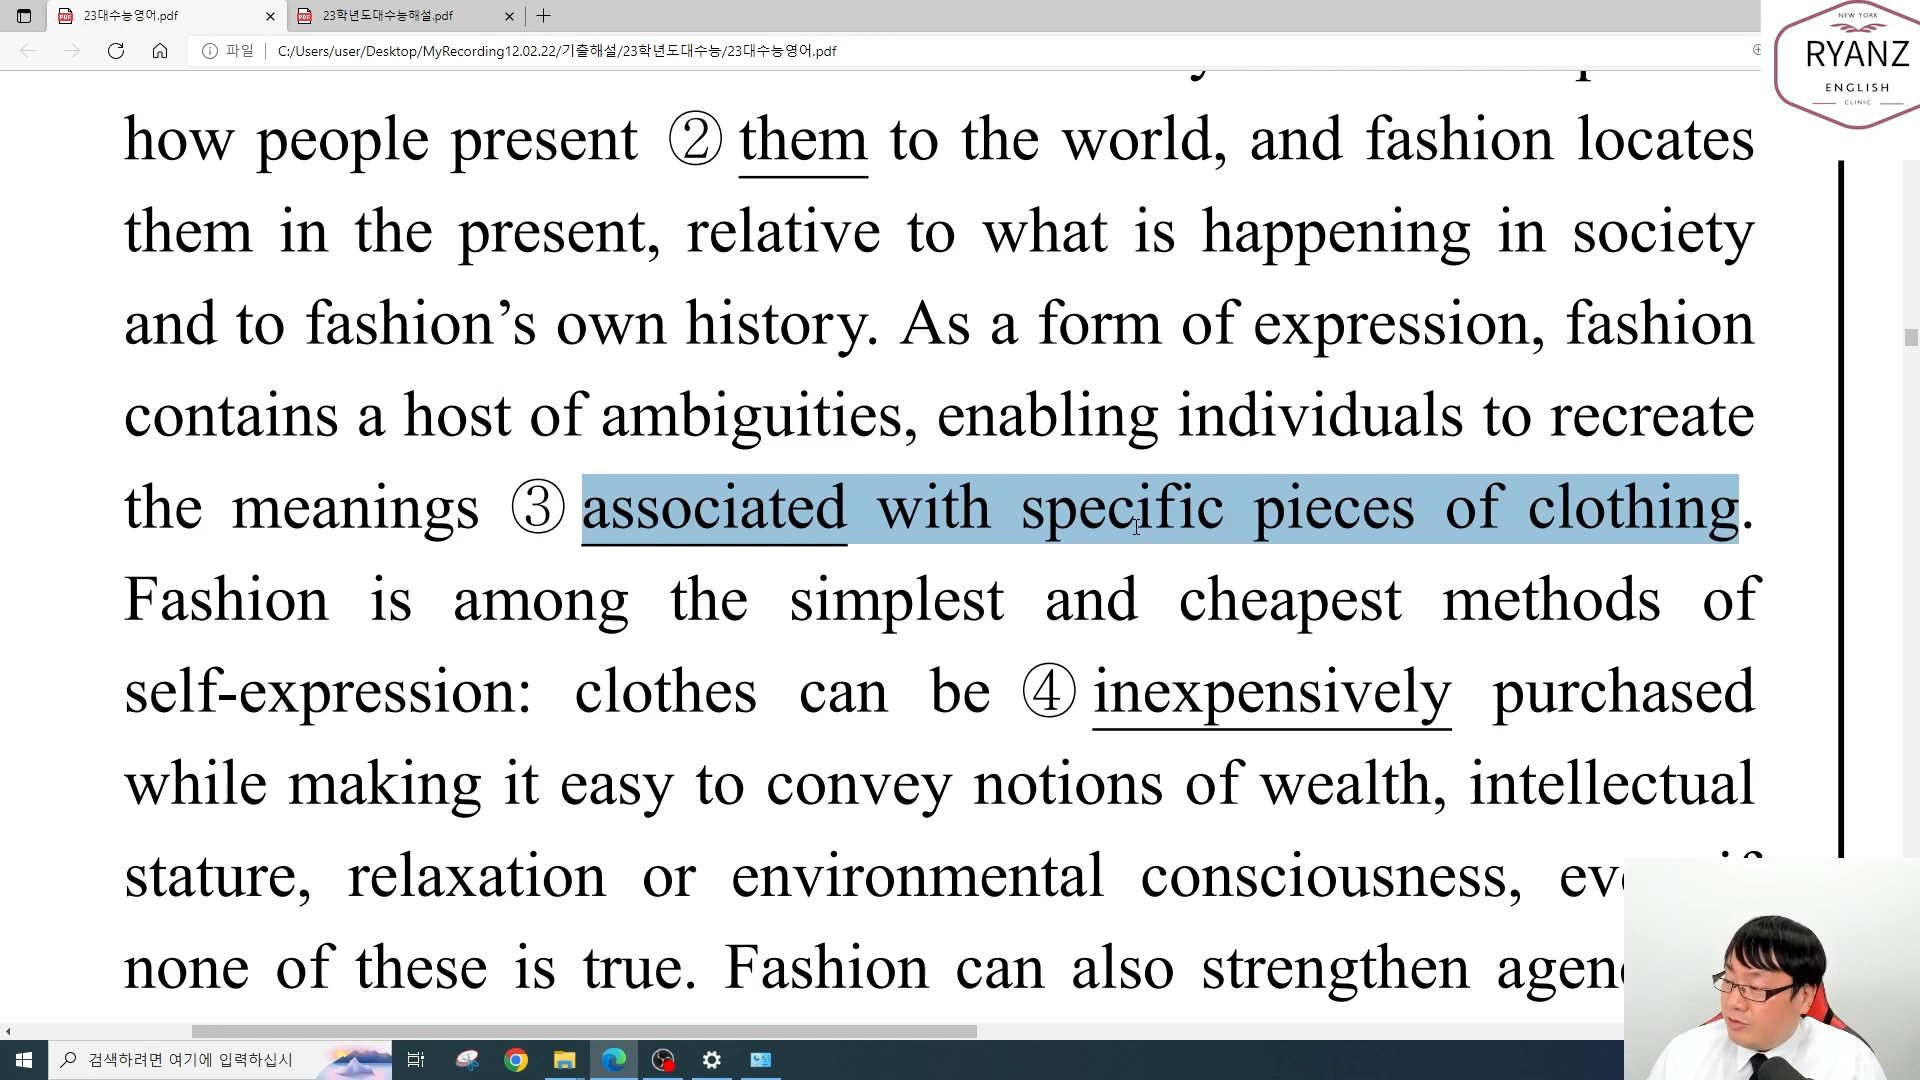 23대수능영어.pdf
23학년도대수능해설.pdf
파일
C:/Users/user/Desktop/MyRecording12.02.22/기출해설/23학년도대수능/23대수능영어.pdf
NEW YORK
RYANZ
ENGLISH
CLINIC
how people present ② them to the world, and fashion locates
them in the present, relative to what is happening in society
and to fashion’s own history. As a form of expression, fashion
contains a host of ambiguities, enabling individuals to recreate
the meanings ③ associated with specific pieces of clothing.
Fashion is among the simplest and cheapest methods of
self-expression: clothes can be ④ inexpensively purchased
while making it easy to convey notions of wealth, intellectual
stature, relaxation or environmental consciousness,
none of these is true. Fashion can also strengthen
검색하려면 여기에 입력하십시